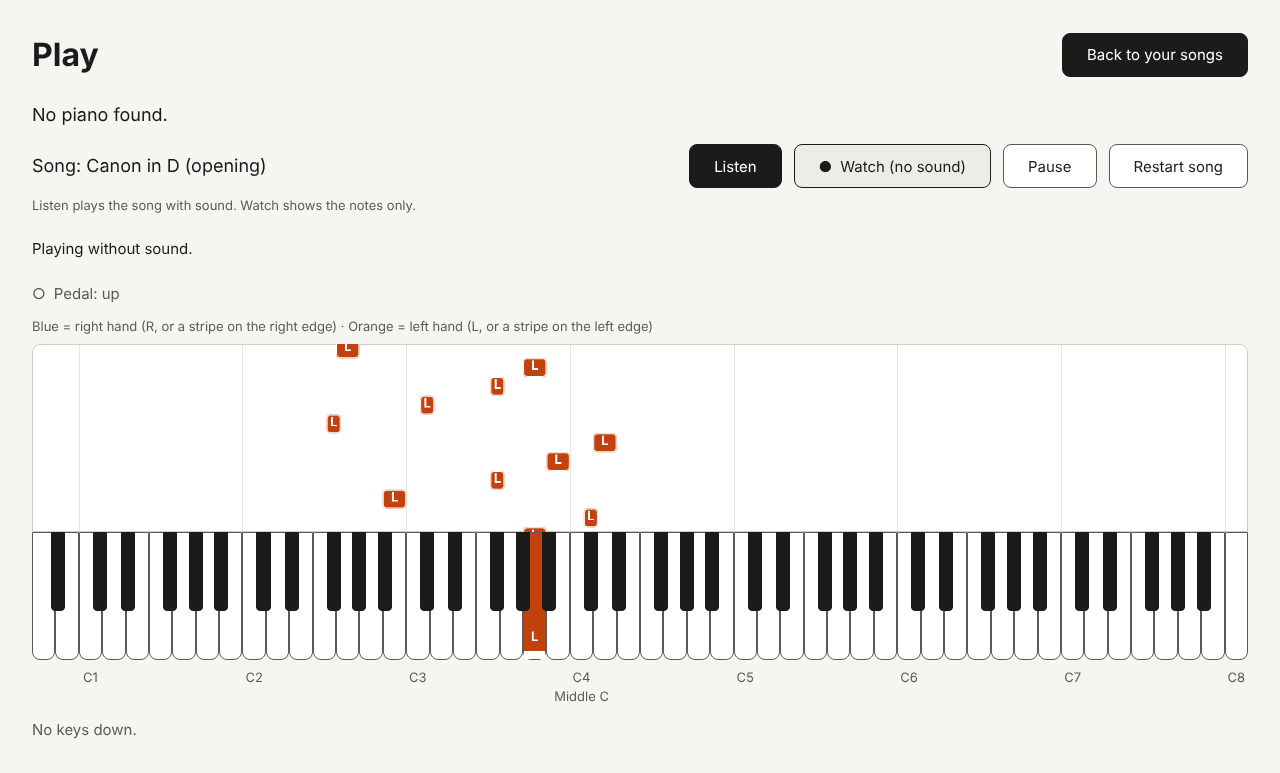 Play
Back to your songs
No piano found.
Song: Canon in D (opening)
Listen
Watch (no sound)
Pause
Restart song
Listen plays the song with sound. Watch shows the notes only.
Playing without sound.
Pedal: up
Blue = right hand (R, or a stripe on the right edge) · Orange = left hand (L, or a stripe on the left edge)
L
L
L
L
L
L
L
L
L
L
L
C1
C2
C3
C4
C5
C6
C7
C8
Middle C
No keys down.